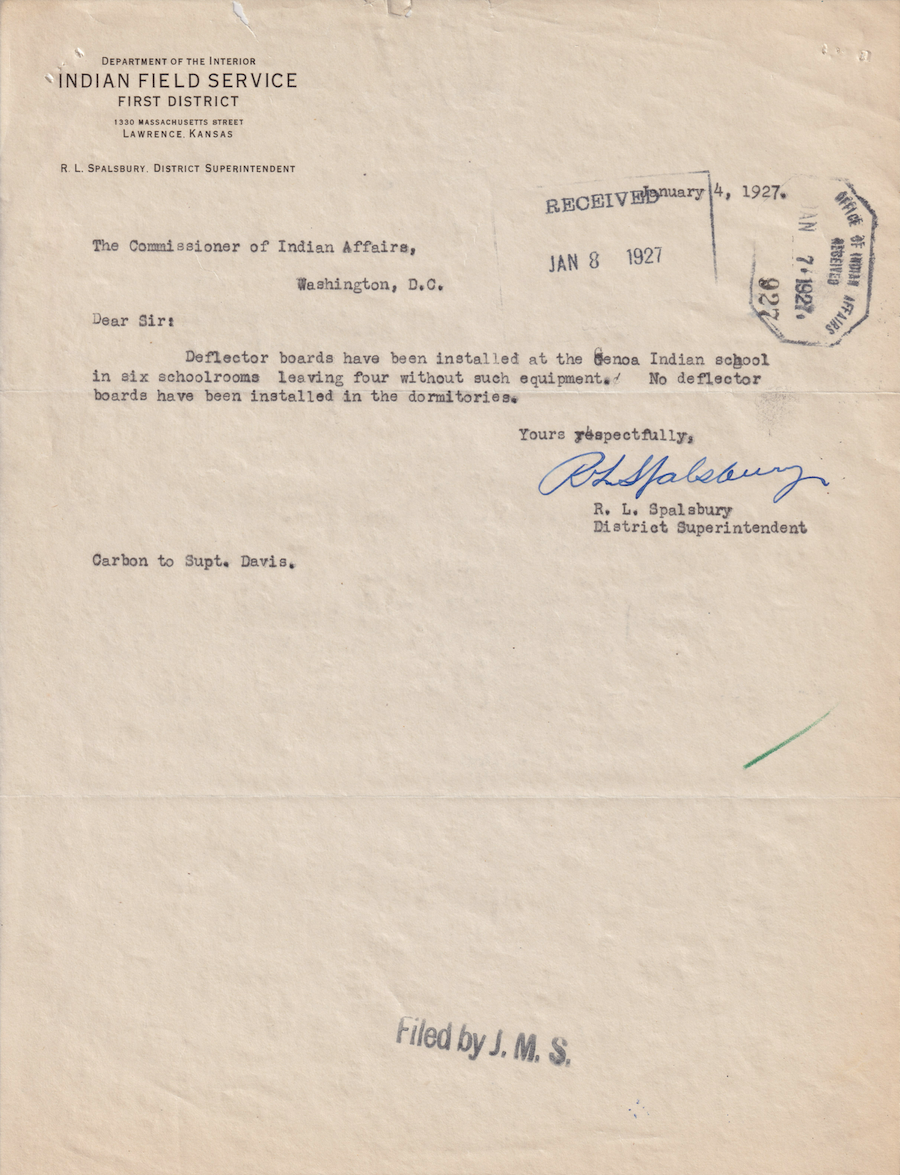 DEPARTMENT OF THE INTERIOR
INDIAN FIELD SERVICE
FIRST DISTRICT
1330 MASSACHUSETTS STREET
LAWRENCE, KANSAS
R. L. SPALSBURY, DISTRICT SUPERINTENDENT
January 4, 1927.
RECEIVED
JAN 8 1927
OFFICE OF INDIAN AFFAIRS
RECEIVED
JAN 7 1927
927
The Commissioner of Indian Affairs,
Washington, D.C.
Dear Sir:
Deflector boards have been installed at the Genoa Indian school
in six schoolrooms leaving four without such equipment. No deflector
boards have been installed in the dormitories.
Yours respectfully,
R L Spalsbury
R. L. Spalsbury
District Superintendent
Carbon to Supt. Davis.
Filed by J. M. S.